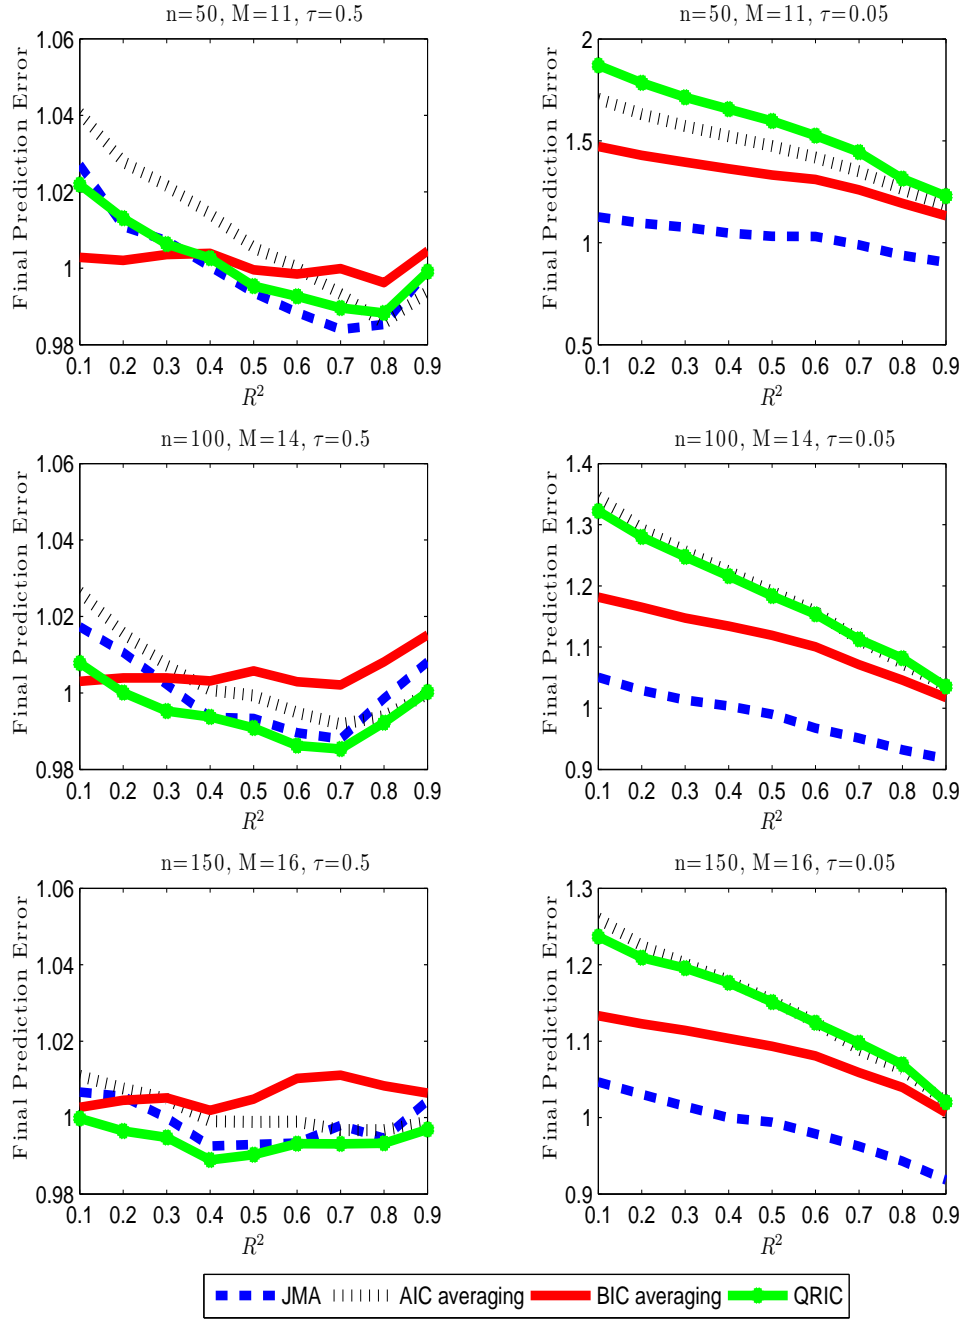 n=50, M=11, τ=0.5
Final Prediction Error
1.06
1.04
1.02
1
0.98
0.1 0.2 0.3 0.4 0.5 0.6 0.7 0.8 0.9
R²
n=50, M=11, τ=0.05
Final Prediction Error
2
1.5
1
0.5
0.1 0.2 0.3 0.4 0.5 0.6 0.7 0.8 0.9
R²
n=100, M=14, τ=0.5
Final Prediction Error
1.06
1.04
1.02
1
0.98
0.1 0.2 0.3 0.4 0.5 0.6 0.7 0.8 0.9
R²
n=100, M=14, τ=0.05
Final Prediction Error
1.4
1.3
1.2
1.1
1
0.9
0.1 0.2 0.3 0.4 0.5 0.6 0.7 0.8 0.9
R²
n=150, M=16, τ=0.5
Final Prediction Error
1.06
1.04
1.02
1
0.98
0.1 0.2 0.3 0.4 0.5 0.6 0.7 0.8 0.9
R²
n=150, M=16, τ=0.05
Final Prediction Error
1.3
1.2
1.1
1
0.9
0.1 0.2 0.3 0.4 0.5 0.6 0.7 0.8 0.9
R²
JMA AIC averaging BIC averaging QRIC